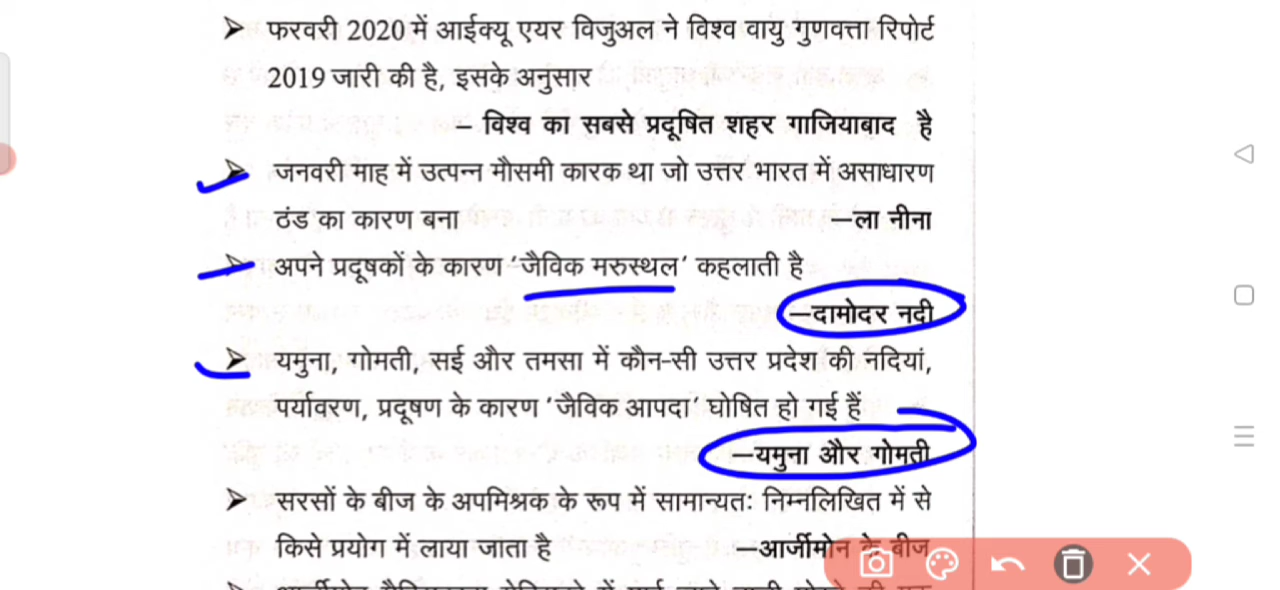 ➤ फरवरी 2020 में आईक्यू एयर विजुअल ने विश्व वायु गुणवत्ता रिपोर्ट
2019 जारी की है, इसके अनुसार
– विश्व का सबसे प्रदूषित शहर गाजियाबाद है
➤ जनवरी माह में उत्पन्न मौसमी कारक था जो उत्तर भारत में असाधारण
ठंड का कारण बना –ला नीना
➤ अपने प्रदूषकों के कारण ‘जैविक मरुस्थल’ कहलाती है
–दामोदर नदी
➤ यमुना, गोमती, सई और तमसा में कौन-सी उत्तर प्रदेश की नदियां,
पर्यावरण, प्रदूषण के कारण ‘जैविक आपदा’ घोषित हो गई हैं
–यमुना और गोमती
➤ सरसों के बीज के अपमिश्रक के रूप में सामान्यतः निम्नलिखित में से
किसे प्रयोग में लाया जाता है –आर्जीमोन के बीज